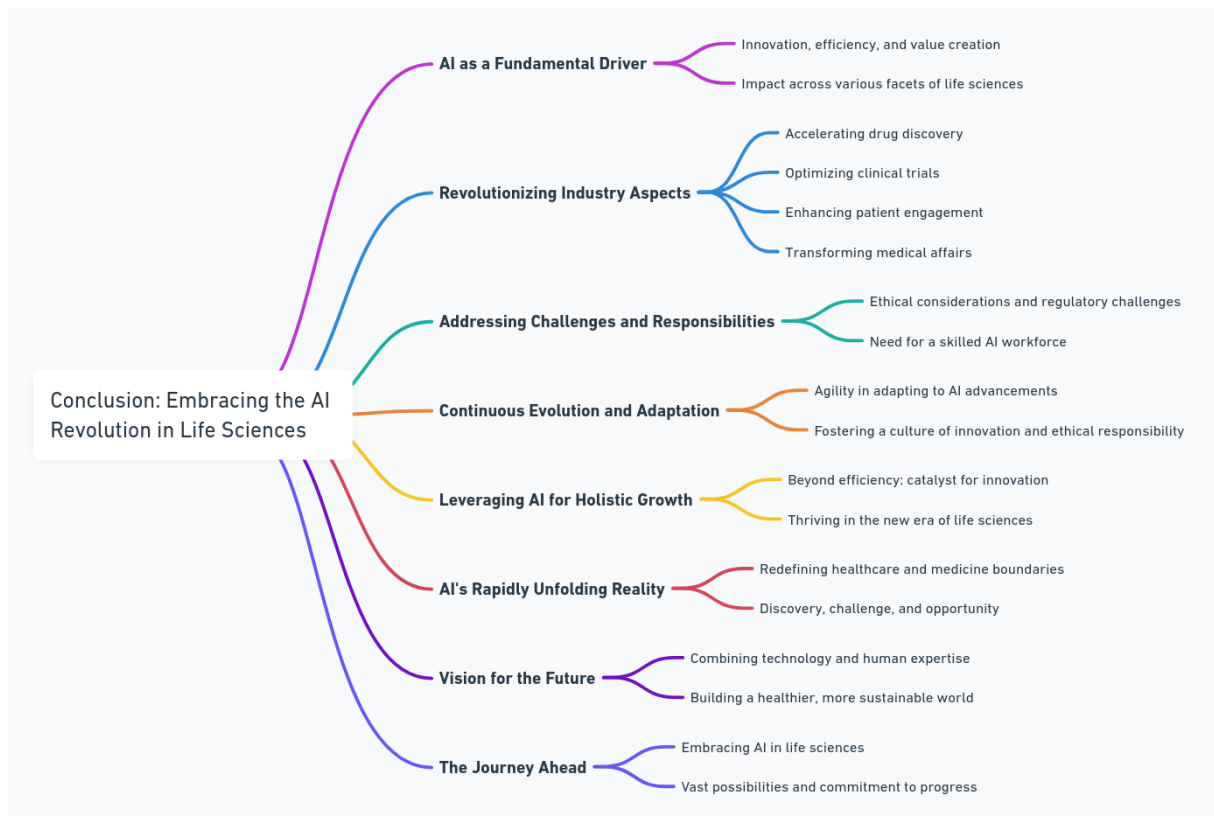 Conclusion: Embracing the AI
Revolution in Life Sciences
AI as a Fundamental Driver
Innovation, efficiency, and value creation
Impact across various facets of life sciences
Revolutionizing Industry Aspects
Accelerating drug discovery
Optimizing clinical trials
Enhancing patient engagement
Transforming medical affairs
Addressing Challenges and Responsibilities
Ethical considerations and regulatory challenges
Need for a skilled AI workforce
Continuous Evolution and Adaptation
Agility in adapting to AI advancements
Fostering a culture of innovation and ethical responsibility
Leveraging AI for Holistic Growth
Beyond efficiency: catalyst for innovation
Thriving in the new era of life sciences
AI's Rapidly Unfolding Reality
Redefining healthcare and medicine boundaries
Discovery, challenge, and opportunity
Vision for the Future
Combining technology and human expertise
Building a healthier, more sustainable world
The Journey Ahead
Embracing AI in life sciences
Vast possibilities and commitment to progress